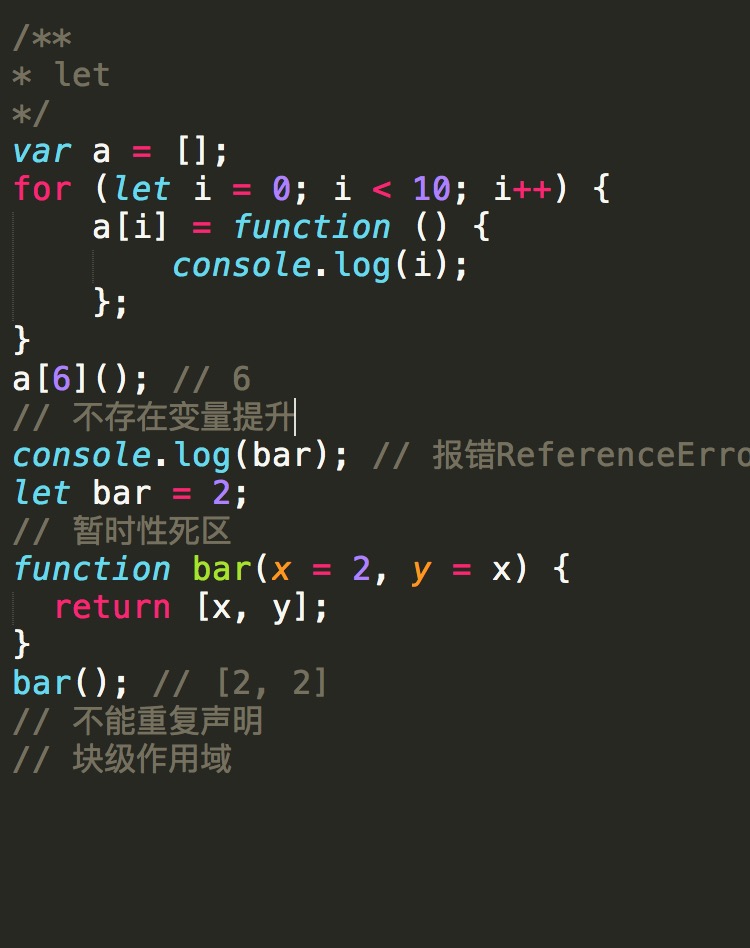 /**
* let
*/
var a = [];
for (let i = 0; i < 10; i++) {
    a[i] = function () {
        console.log(i);
    };
}
a[6](); // 6
// 不存在变量提升
console.log(bar); // 报错ReferenceErro
let bar = 2;
// 暂时性死区
function bar(x = 2, y = x) {
  return [x, y];
}
bar(); // [2, 2]
// 不能重复声明
// 块级作用域